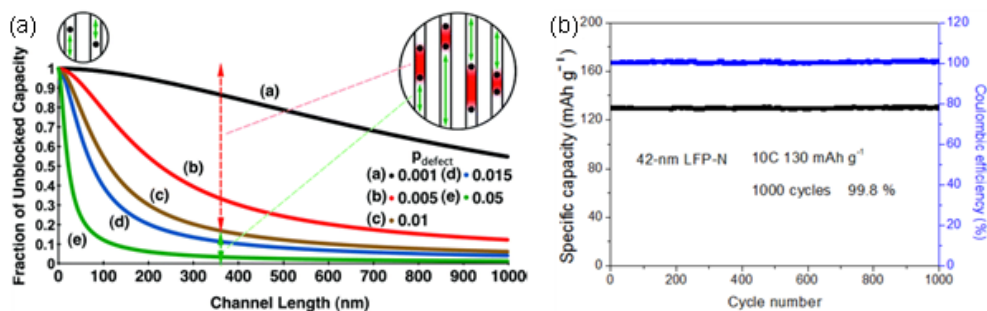 (a)
Fraction of Unblocked Capacity
1
0.9
0.8
0.7
0.6
0.5
0.4
0.3
0.2
0.1
0
(a)
(b)
(c)
(d)
(e)
Pdefect
(a) • 0.001 (d) • 0.015
(b) • 0.005 (e) • 0.05
(c) • 0.01
0 100 200 300 400 500 600 700 800 900 1000
Channel Length (nm)
(b)
Specific capacity (mAh g⁻¹)
200
160
120
80
40
0
42-nm LFP-N 10C 130 mAh g⁻¹
1000 cycles 99.8 %
0 200 400 600 800 1000
Cycle number
120
100
80
60
40
20
0
Coulombic efficiency (%)